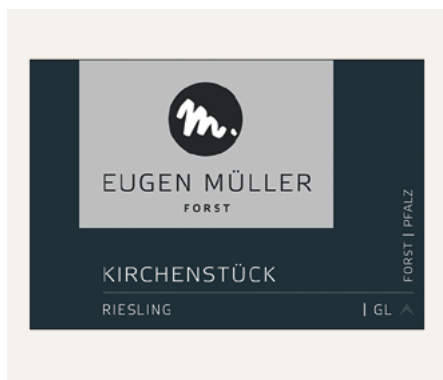 m.
EUGEN MÜLLER
FORST
KIRCHENSTÜCK
RIESLING
| GL
FORST | PFALZ